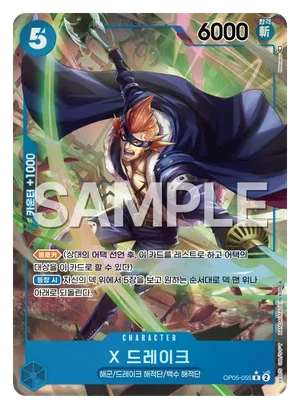 5
6000
참격
斬
카운터 +1000
SAMPLE
블로커 (상대의 어택 선언 후, 이 카드를 레스트로 하고 어택의
대상을 이 카드로 할 수 있다)
등장 시 자신의 덱 위에서 5장을 보고 원하는 순서대로 덱 맨 위나
아래로 되돌린다.
CHARACTER
X 드레이크
해군/드레이크 해적단/백수 해적단
OP05-055 R 2